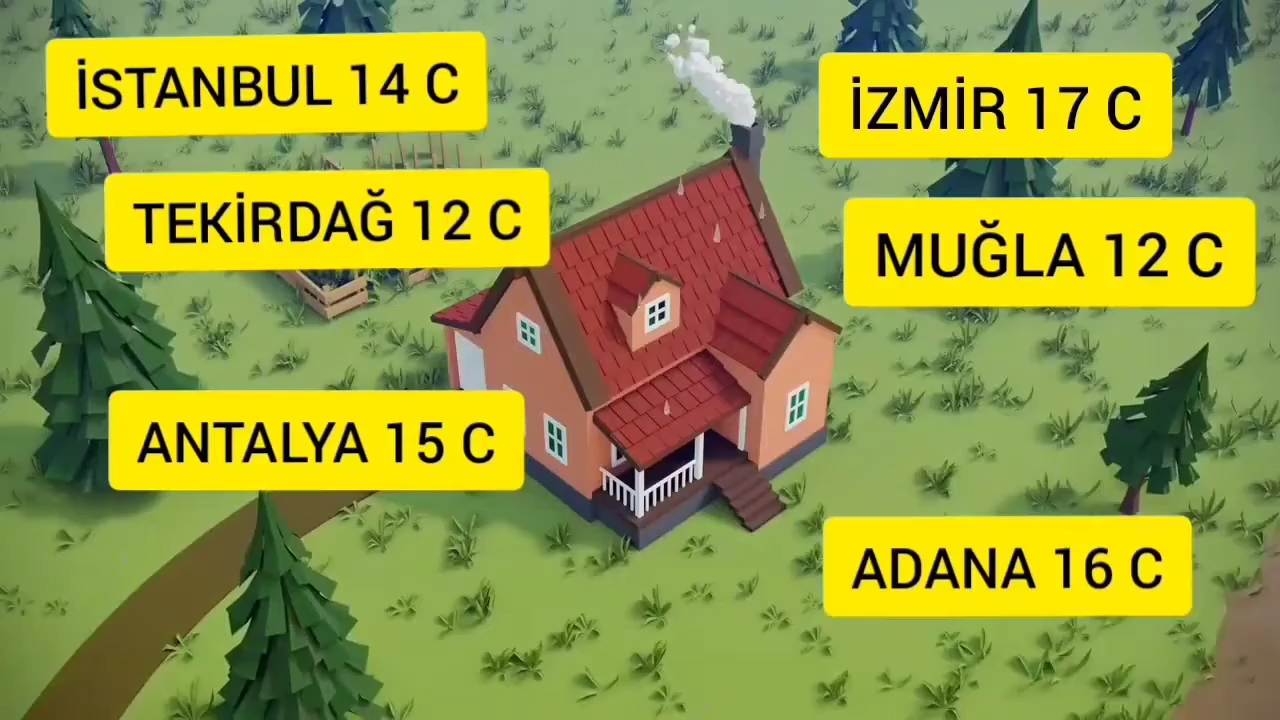 İSTANBUL 14 C
İZMİR 17 C
TEKİRDAĞ 12 C
MUĞLA 12 C
ANTALYA 15 C
ADANA 16 C